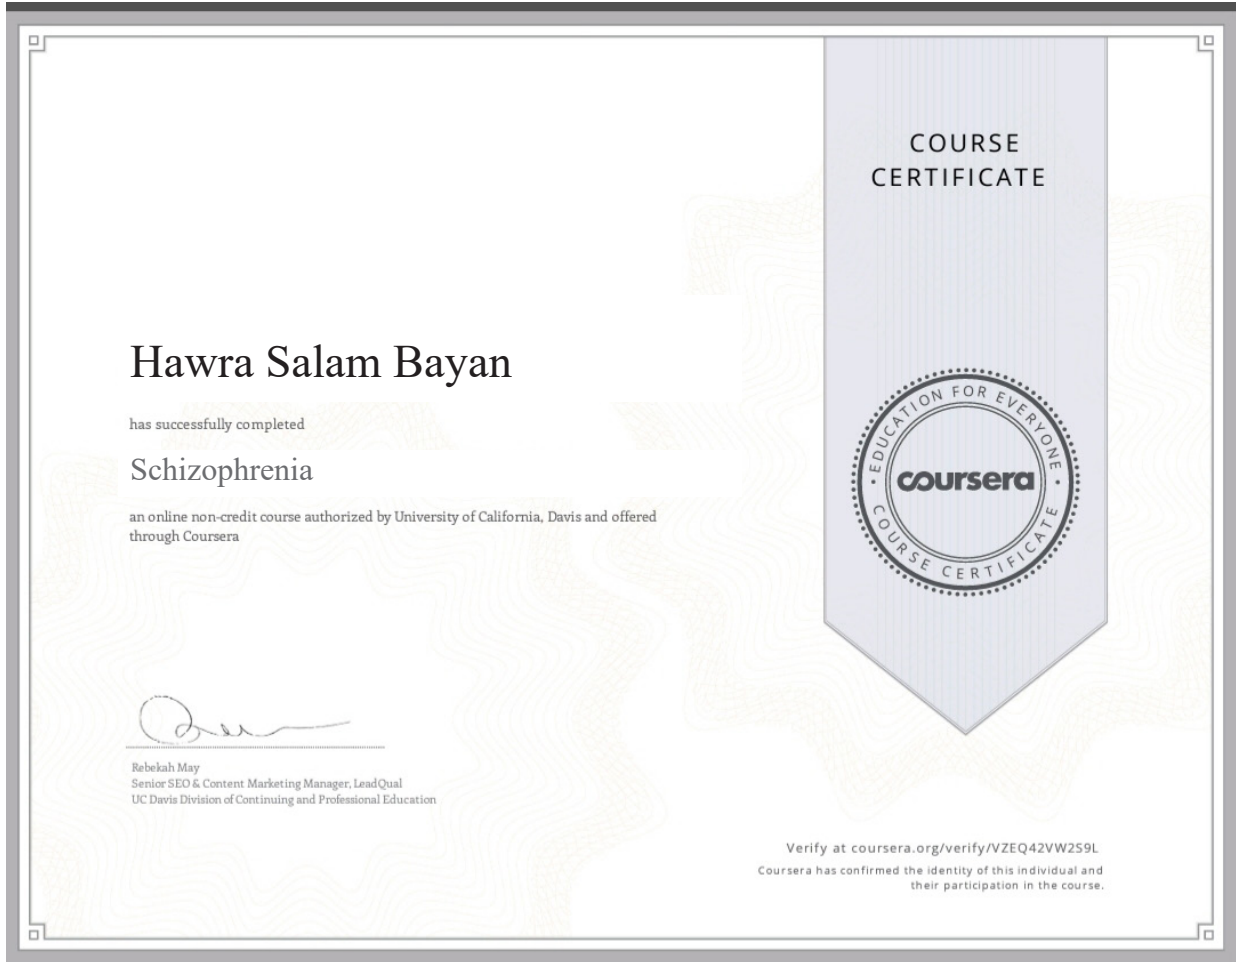 COURSE
CERTIFICATE
Hawra Salam Bayan
has successfully completed
Schizophrenia
an online non-credit course authorized by University of California, Davis and offered
through Coursera
EDUCATION FOR EVERYONE
coursera
COURSE CERTIFICATE
Rebekah May
Senior SEO & Content Marketing Manager, LeadQual
UC Davis Division of Continuing and Professional Education
Verify at coursera.org/verify/VZEQ42VW2S9L
Coursera has confirmed the identity of this individual and
their participation in the course.